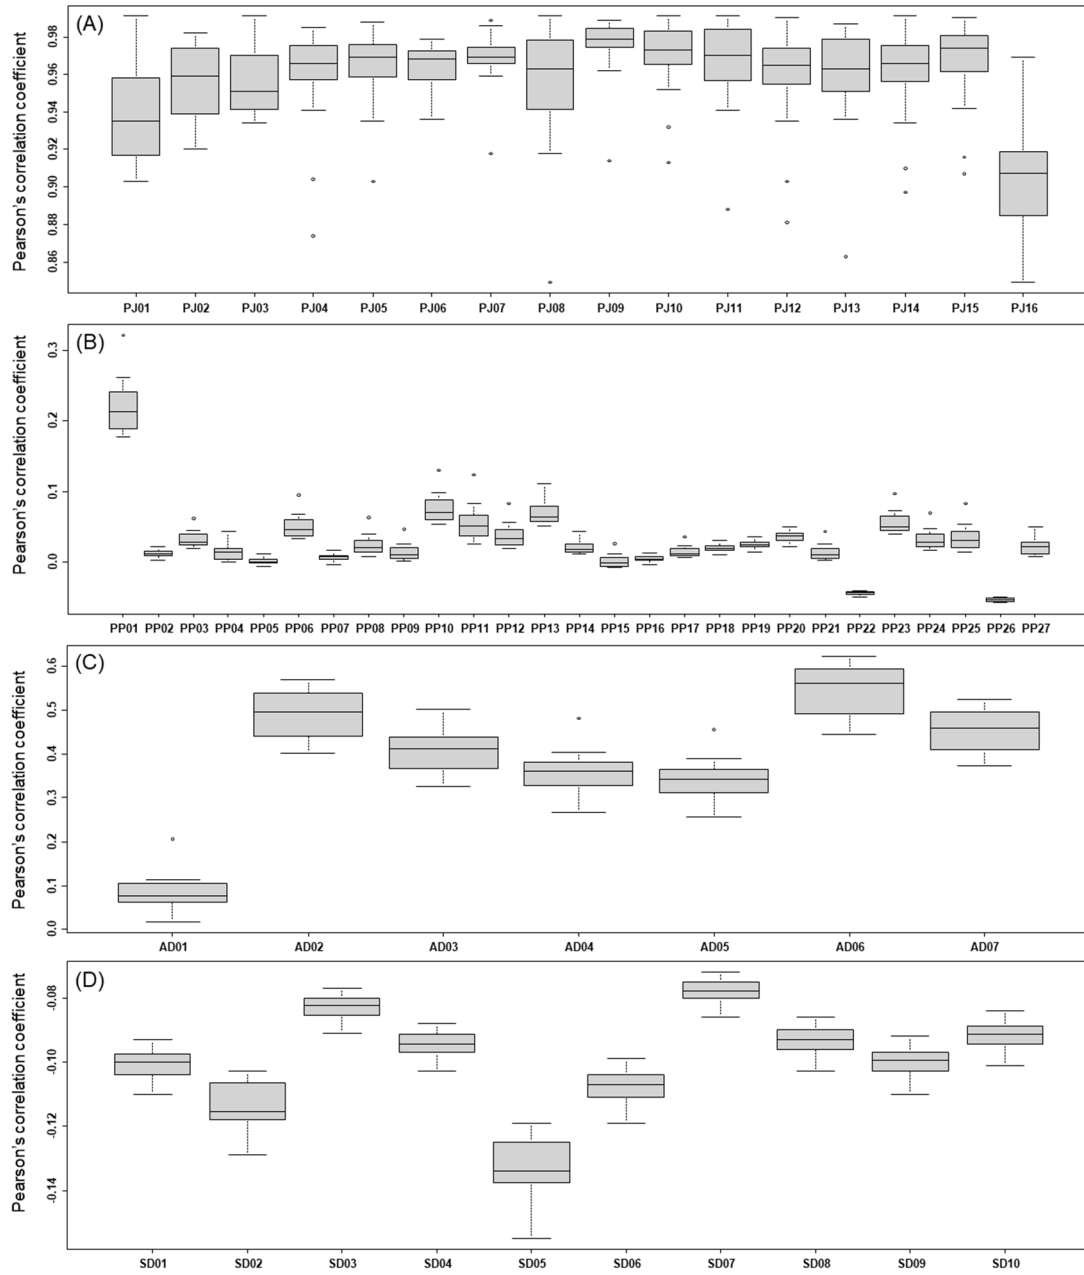 (A)
Pearson's correlation coefficient
0.98
0.96
0.94
0.92
0.90
0.88
0.86
PJ01 PJ02 PJ03 PJ04 PJ05 PJ06 PJ07 PJ08 PJ09 PJ10 PJ11 PJ12 PJ13 PJ14 PJ15 PJ16
(B)
Pearson's correlation coefficient
0.3
0.2
0.1
0.0
PP01 PP02 PP03 PP04 PP05 PP06 PP07 PP08 PP09 PP10 PP11 PP12 PP13 PP14 PP15 PP16 PP17 PP18 PP19 PP20 PP21 PP22 PP23 PP24 PP25 PP26 PP27
(C)
Pearson's correlation coefficient
0.6
0.5
0.4
0.3
0.2
0.1
0.0
AD01 AD02 AD03 AD04 AD05 AD06 AD07
(D)
Pearson's correlation coefficient
-0.08
-0.10
-0.12
-0.14
SD01 SD02 SD03 SD04 SD05 SD06 SD07 SD08 SD09 SD10